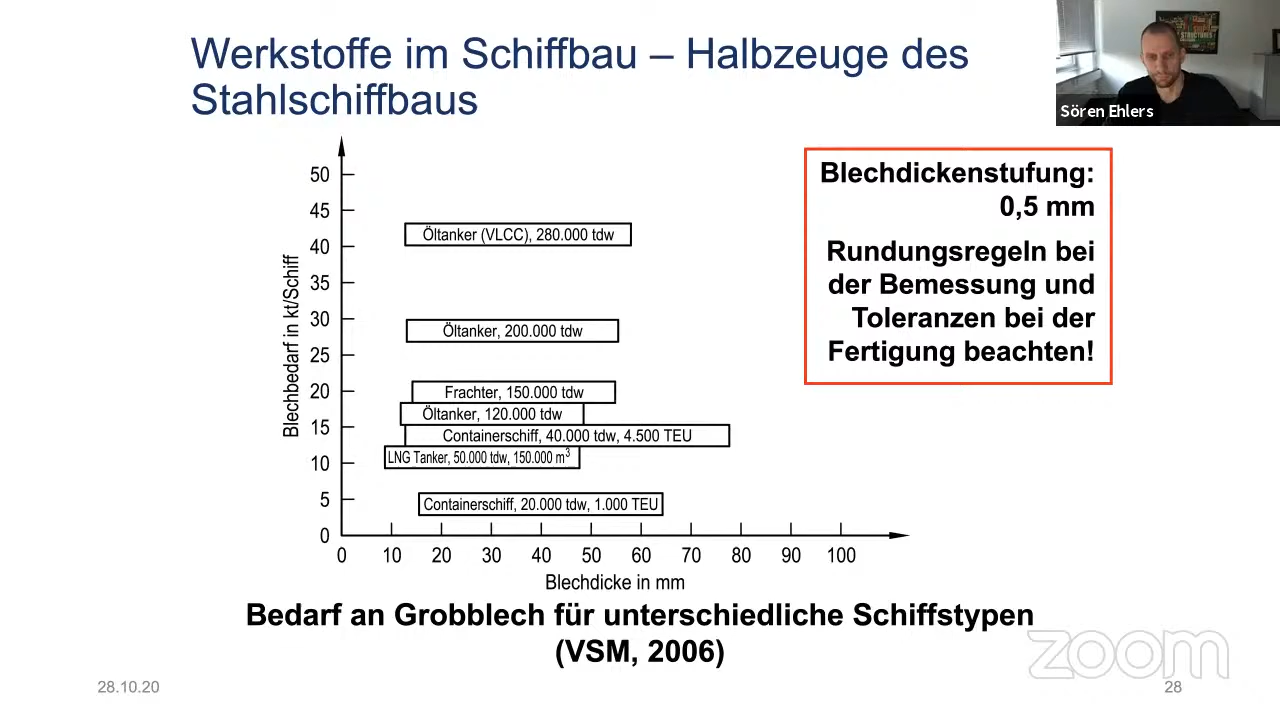 Werkstoffe im Schiffbau – Halbzeuge des
Stahlschiffbaus
Sören Ehlers
Blechdickenstufung:
0,5 mm
Rundungsregeln bei
der Bemessung und
Toleranzen bei der
Fertigung beachten!
Blechbedarf in kt/Schiff
50
45
40
35
30
25
20
15
10
5
0
Öltanker (VLCC), 280.000 tdw
Öltanker, 200.000 tdw
Frachter, 150.000 tdw
Öltanker, 120.000 tdw
Containerschiff, 40.000 tdw, 4.500 TEU
LNG Tanker, 50.000 tdw, 150.000 m³
Containerschiff, 20.000 tdw, 1.000 TEU
0 10 20 30 40 50 60 70 80 90 100
Blechdicke in mm
Bedarf an Grobblech für unterschiedliche Schiffstypen
(VSM, 2006)
zoom
28.10.20
28